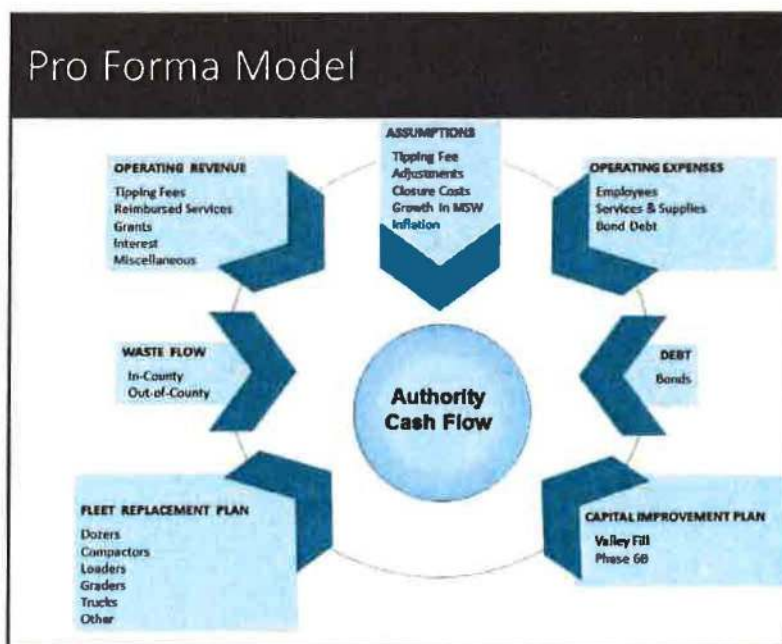 Pro Forma Model
ASSUMPTIONS
Tipping Fee
Adjustments
Closure Costs
Growth In MSW
Inflation
OPERATING REVENUE
Tipping Fees
Reimbursed Services
Grants
Interest
Miscellaneous
OPERATING EXPENSES
Employees
Services & Supplies
Bond Debt
WASTE FLOW
In-County
Out-of-County
Authority
Cash Flow
DEBT
Bonds
FLEET REPLACEMENT PLAN
Dozers
Compactors
Loaders
Graders
Trucks
Other
CAPITAL IMPROVEMENT PLAN
Valley Fill
Phase 6B